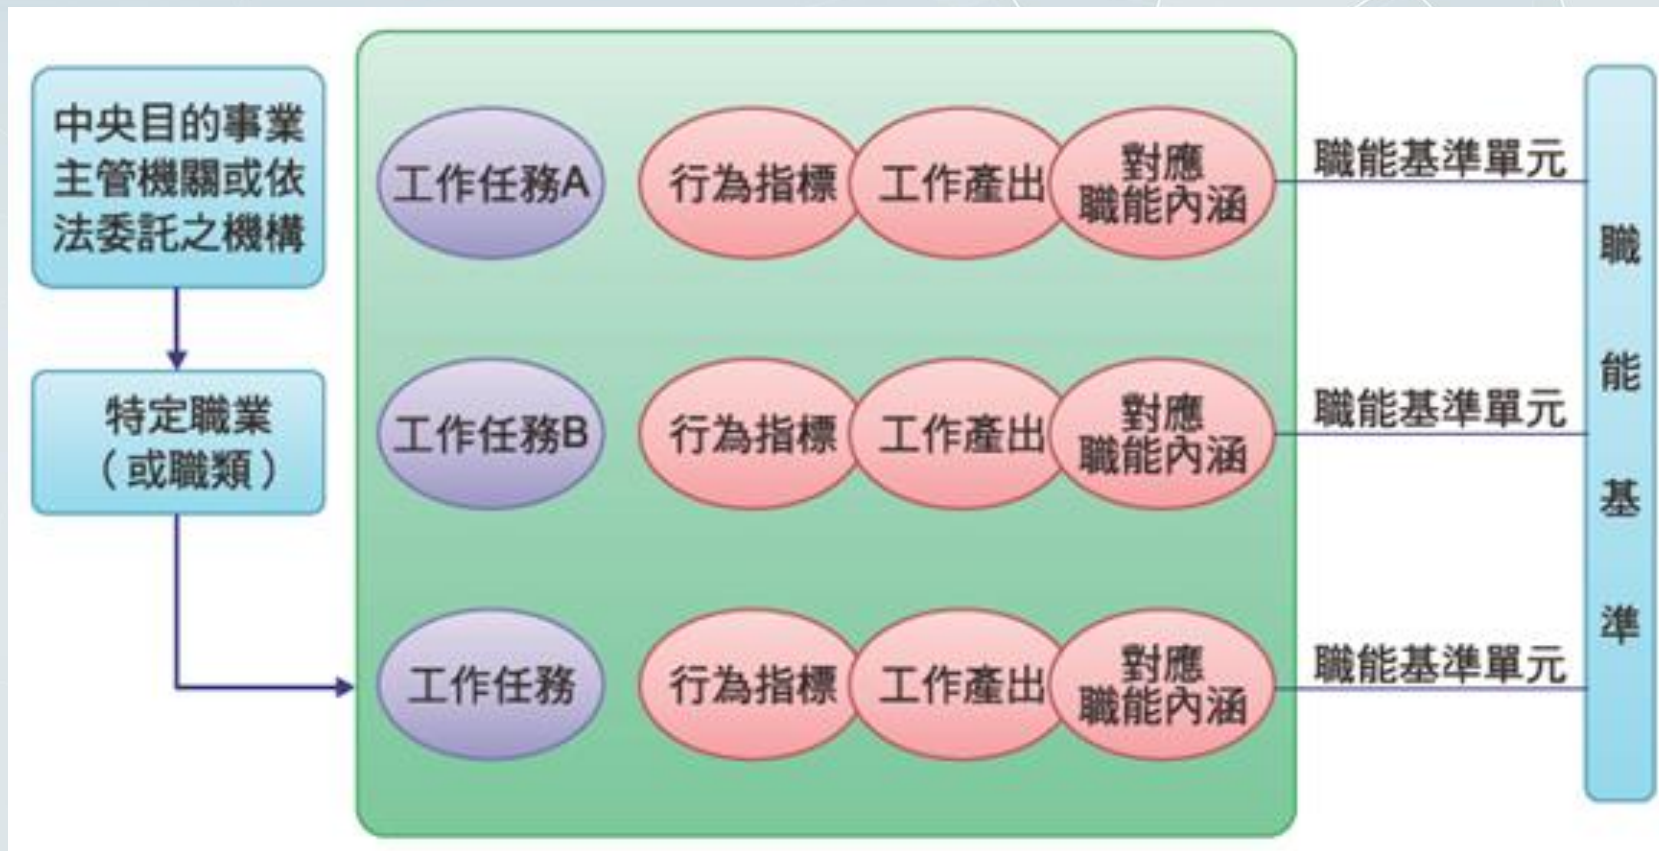 中央目的事業
主管機關或依
法委託之機構
特定職業
（或職類）
工作任務A
行為指標
工作產出
對應
職能內涵
職能基準單元
工作任務B
行為指標
工作產出
對應
職能內涵
職能基準單元
工作任務
行為指標
工作產出
對應
職能內涵
職能基準單元
職能基準